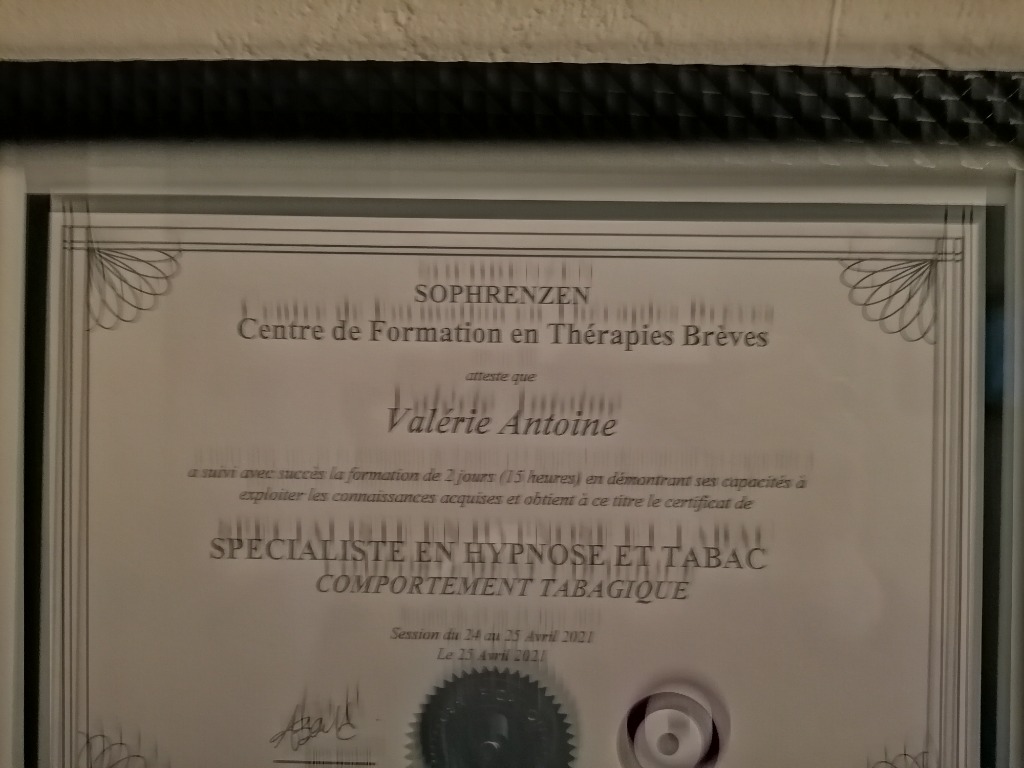 SOPHRENZEN
Centre de Formation en Thérapies Brèves
atteste que
Valérie Antoine
a suivi avec succès la formation de 2 jours (15 heures) en démontrant ses capacités à
exploiter les connaissances acquises et obtient à ce titre le certificat de
SPECIALISTE EN HYPNOSE ET TABAC
COMPORTEMENT TABAGIQUE
Session du 24 au 25 Avril 2021
Le 25 Avril 2021